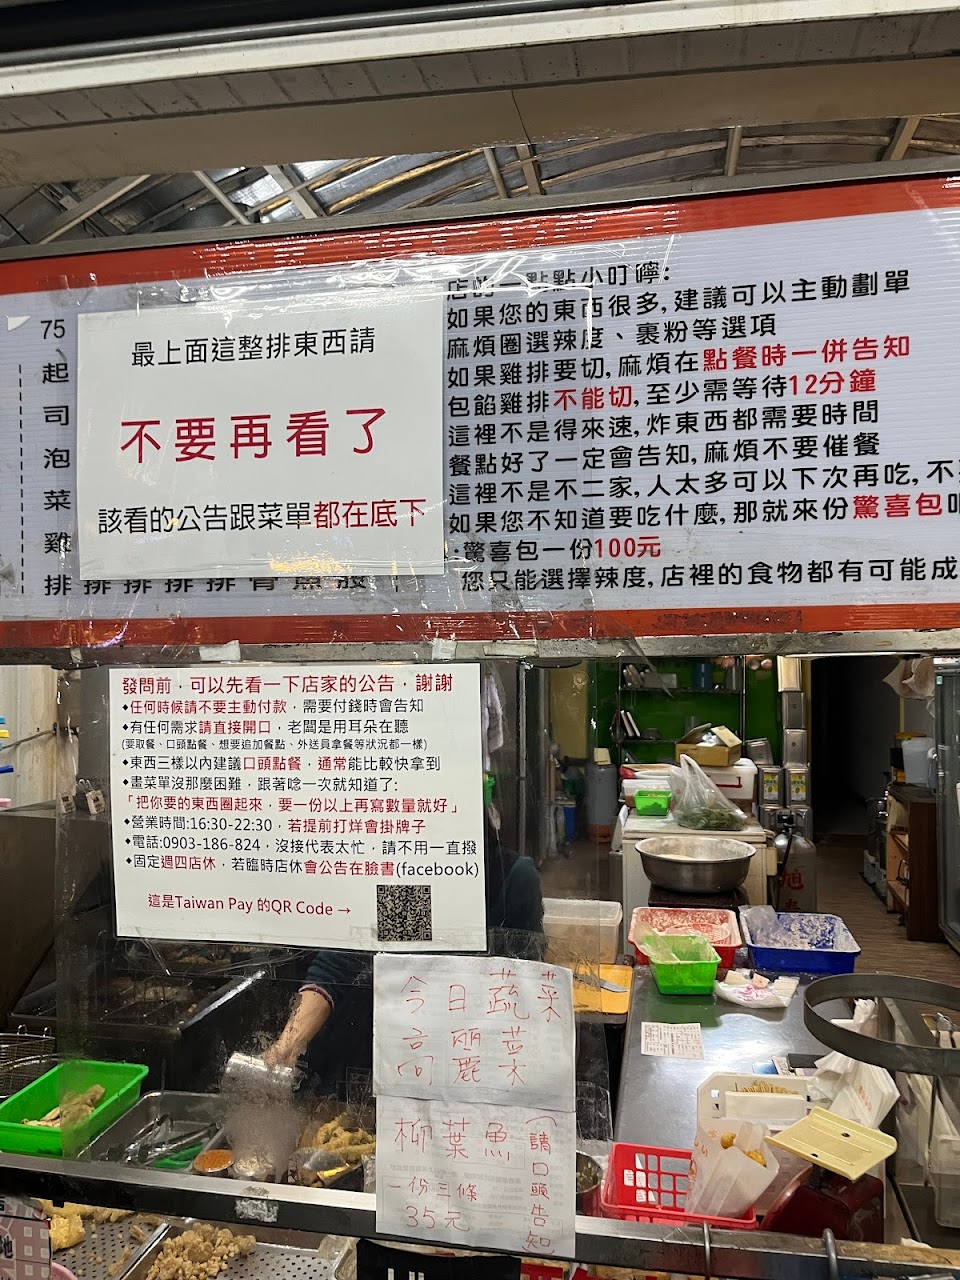 75
起司泡菜雞排
排排排排骨魚
最上面這整排東西請
不要再看了
該看的公告跟菜單都在底下
店的一點點小叮嚀:
如果您的東西很多,建議可以主動劃單
麻煩圈選辣度、裹粉等選項
如果雞排要切,麻煩在點餐時一併告知
包餡雞排不能切,至少需等待12分鐘
這裡不是得來速,炸東西都需要時間
餐點好了一定會告知,麻煩不要催餐
這裡不是不二家,人太多可以下次再吃,不
如果您不知道要吃什麼,那就來份驚喜包吧
·驚喜包一份100元
您只能選擇辣度,店裡的食物都有可能成
發問前,可以先看一下店家的公告,謝謝
◆任何時候請不要主動付款,需要付錢時會告知
◆有任何需求請直接開口,老闆是用耳朵在聽
(要取餐、口頭點餐、想要追加餐點、外送員拿餐等狀況都一樣)
◆東西三樣以內建議口頭點餐,通常能比較快拿到
◆畫菜單沒那麼困難,跟著唸一次就知道了:
「把你要的東西圈起來,要一份以上再寫數量就好」
◆營業時間:16:30-22:30,若提前打烊會掛牌子
◆電話:0903-186-824,沒接代表太忙,請不用一直撥
◆固定週四店休,若臨時店休會公告在臉書(facebook)
這是Taiwan Pay 的QR Code →
今日蔬菜
高麗菜
柳葉魚
一份三條
35元
(請口頭告知
旭